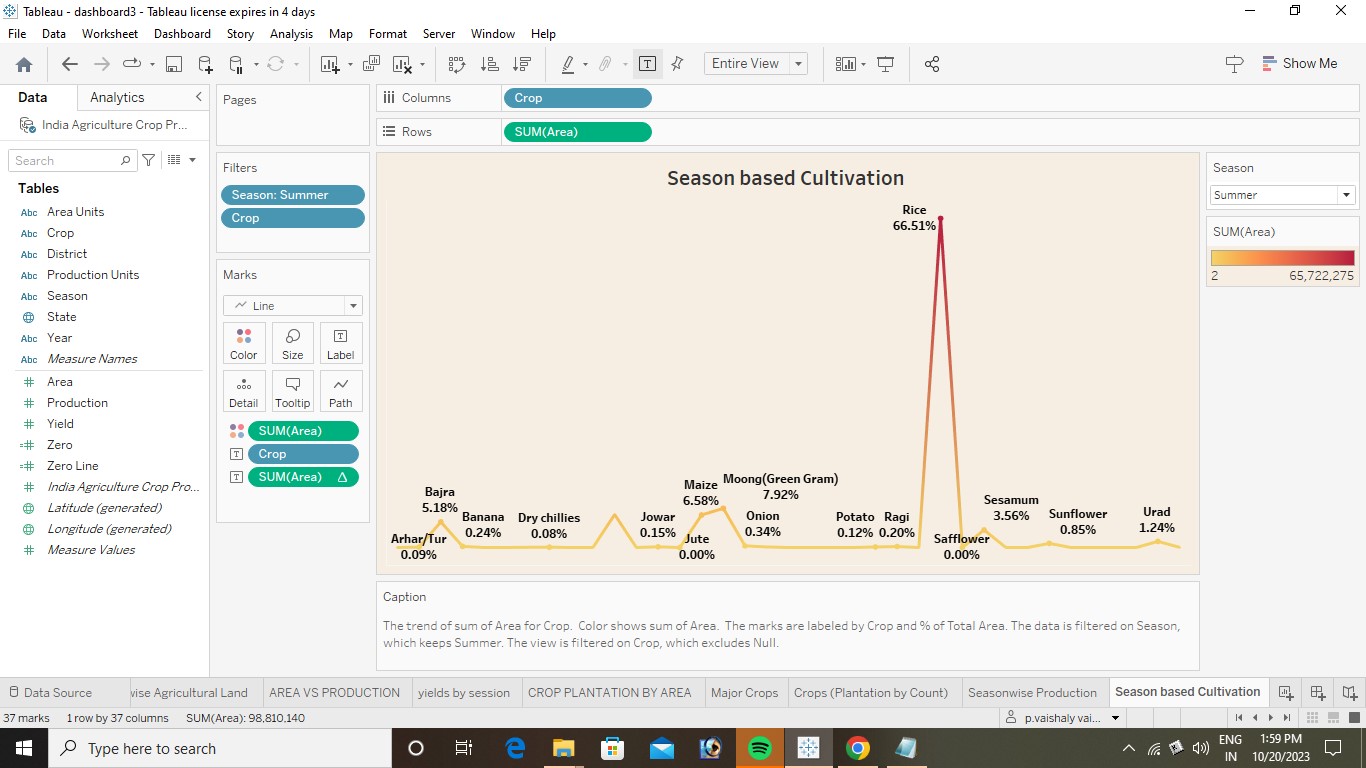 Tableau - dashboard3 - Tableau license expires in 4 days
File Data Worksheet Dashboard Story Analysis Map Format Server Window Help
Entire View
Show Me
Data Analytics
India Agriculture Crop Pr...
Search
Tables
Abc Area Units
Abc Crop
Abc District
Abc Production Units
Abc Season
State
Abc Year
Abc Measure Names
# Area
# Production
# Yield
=# Zero
=# Zero Line
# India Agriculture Crop Pro...
Latitude (generated)
Longitude (generated)
# Measure Values
Pages
Filters
Season: Summer
Crop
Marks
Line
Color Size Label
Detail Tooltip Path
SUM(Area)
Crop
SUM(Area) Δ
Columns Crop
Rows SUM(Area)
Season based Cultivation
Rice
66.51%
Bajra
5.18%
Banana
0.24%
Dry chillies
0.08%
Arhar/Tur
0.09%
Jowar
0.15%
Maize
6.58%
Moong(Green Gram)
7.92%
Jute
0.00%
Onion
0.34%
Potato
0.12%
Ragi
0.20%
Safflower
0.00%
Sesamum
3.56%
Sunflower
0.85%
Urad
1.24%
Season
Summer
SUM(Area)
2 65,722,275
Caption
The trend of sum of Area for Crop. Color shows sum of Area. The marks are labeled by Crop and % of Total Area. The data is filtered on Season,
which keeps Summer. The view is filtered on Crop, which excludes Null.
Data Source vise Agricultural Land AREA VS PRODUCTION yields by session CROP PLANTATION BY AREA Major Crops Crops (Plantation by Count) Seasonwise Production Season based Cultivation
37 marks 1 row by 37 columns SUM(Area): 98,810,140 p.vaishaly vai...
Type here to search
ENG
IN
1:59 PM
10/20/2023